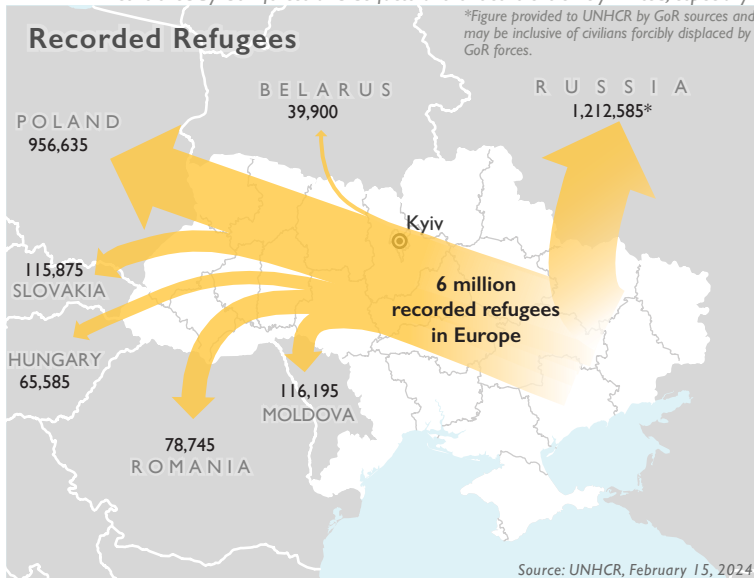 Recorded Refugees
*Figure provided to UNHCR by GoR sources and
may be inclusive of civilians forcibly displaced by
GoR forces.
BELARUS
39,900
RUSSIA
1,212,585*
POLAND
956,635
Kyiv
115,875
SLOVAKIA
6 million
recorded refugees
in Europe
HUNGARY
65,585
116,195
MOLDOVA
78,745
ROMANIA
Source: UNHCR, February 15, 2024